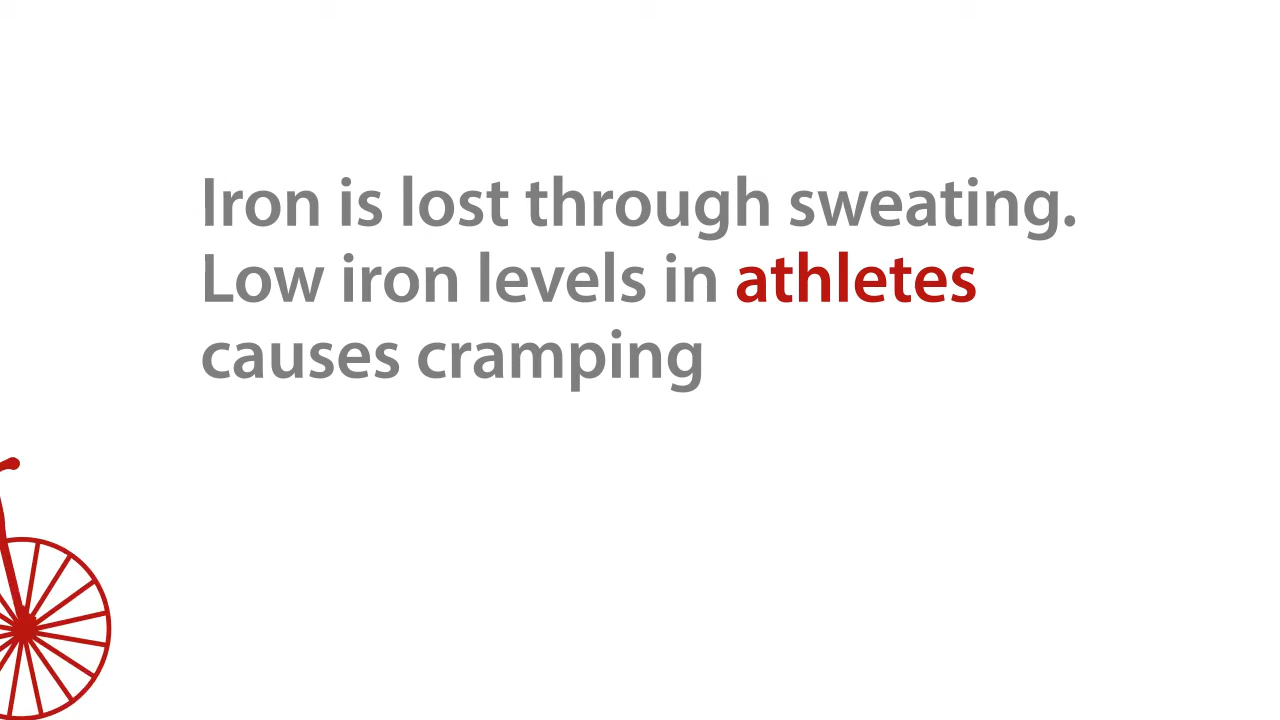 Iron is lost through sweating.
Low iron levels in athletes
causes cramping